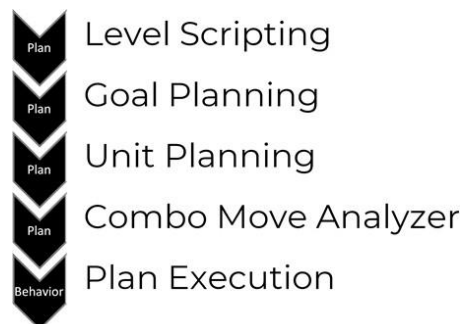 Plan Level Scripting
Plan Goal Planning
Plan Unit Planning
Plan Combo Move Analyzer
Behavior Plan Execution